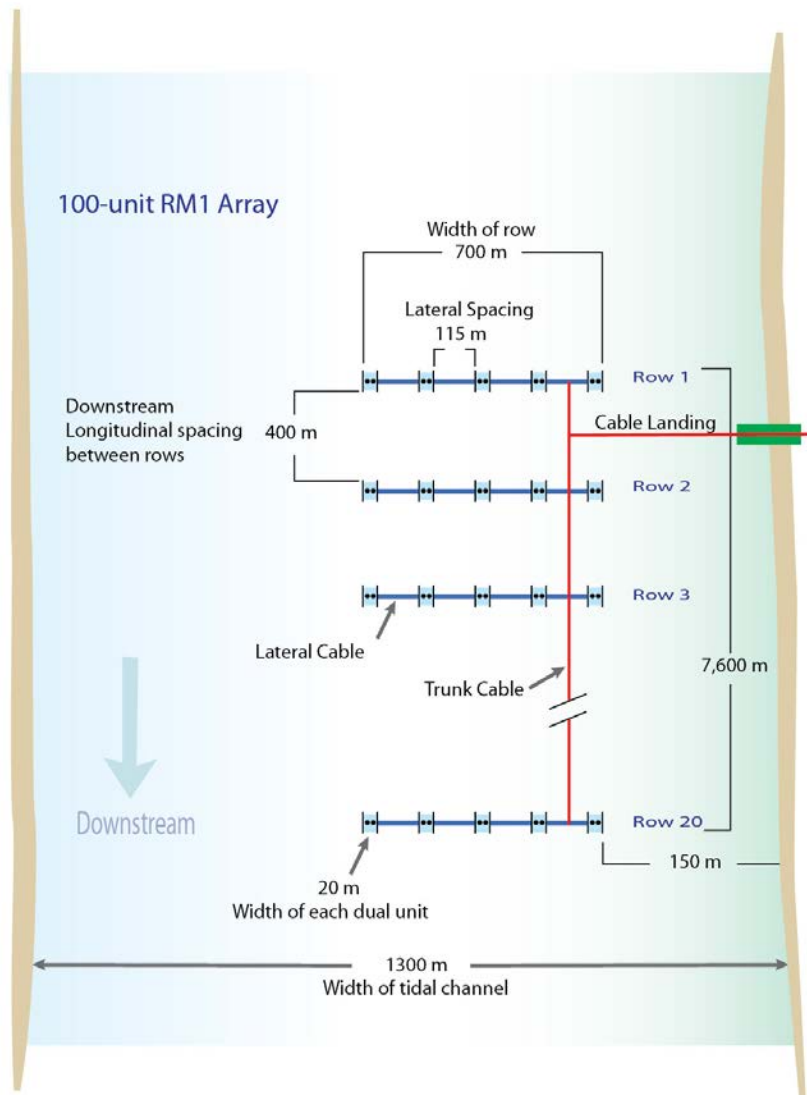 100-unit RM1 Array
Width of row
700 m
Lateral Spacing
115 m
Row 1
Downstream
Longitudinal spacing
between rows
400 m
Cable Landing
Row 2
Row 3
Lateral Cable
Trunk Cable
7,600 m
Downstream
Row 20
150 m
20 m
Width of each dual unit
1300 m
Width of tidal channel